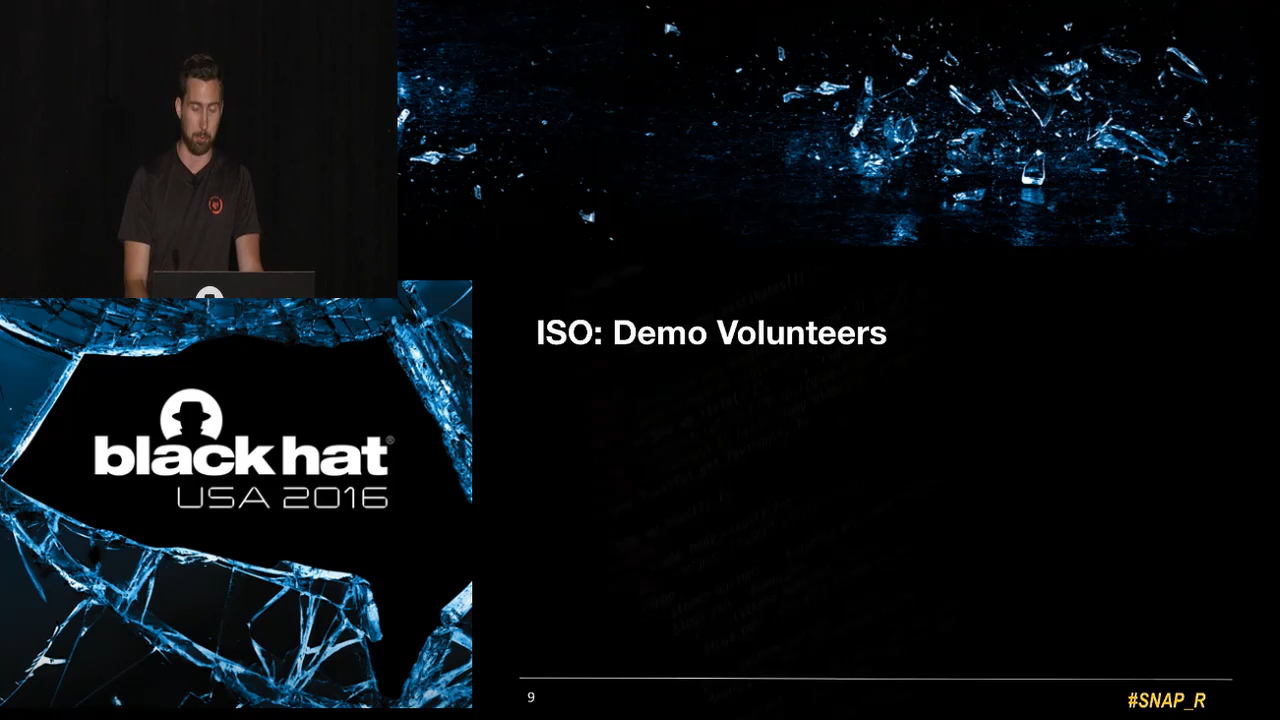 ISO: Demo Volunteers
black hat®
USA 2016
9
#SNAP_R